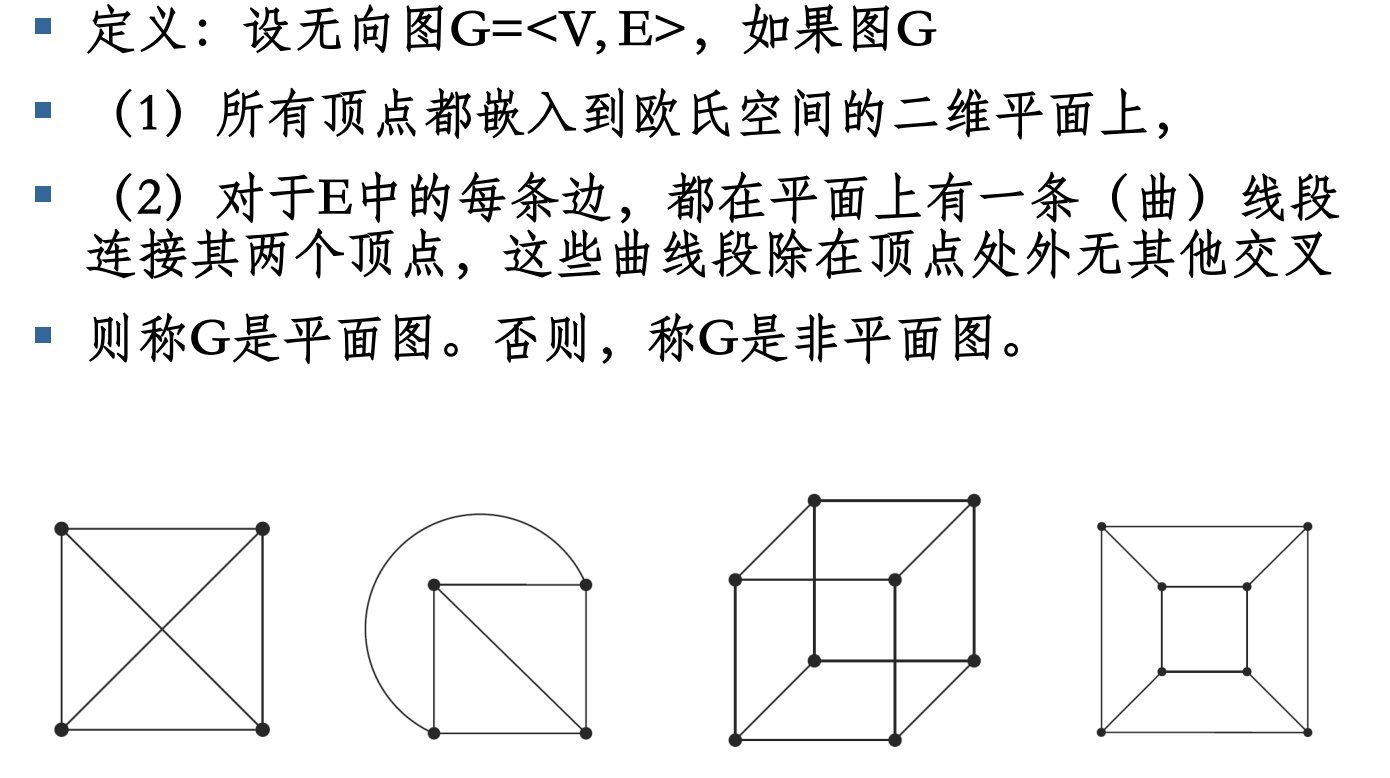 定义：设无向图G=<V, E>，如果图G
（1）所有顶点都嵌入到欧氏空间的二维平面上，
（2）对于E中的每条边，都在平面上有一条（曲）线段
连接其两个顶点，这些曲线段除在顶点处外无其他交叉
则称G是平面图。否则，称G是非平面图。